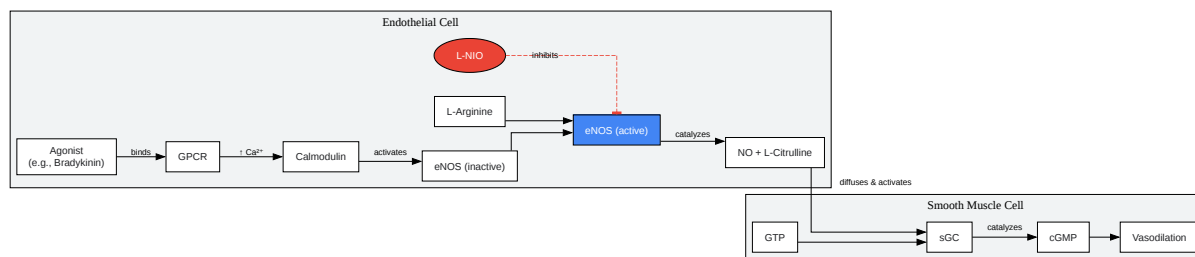 Endothelial Cell
L-NIO
inhibits
L-Arginine
eNOS (active)
catalyzes
NO + L-Citrulline
Agonist
(e.g., Bradykinin)
binds
GPCR
↑ Ca²⁺
Calmodulin
activates
eNOS (inactive)
diffuses & activates
Smooth Muscle Cell
GTP
sGC
catalyzes
cGMP
Vasodilation